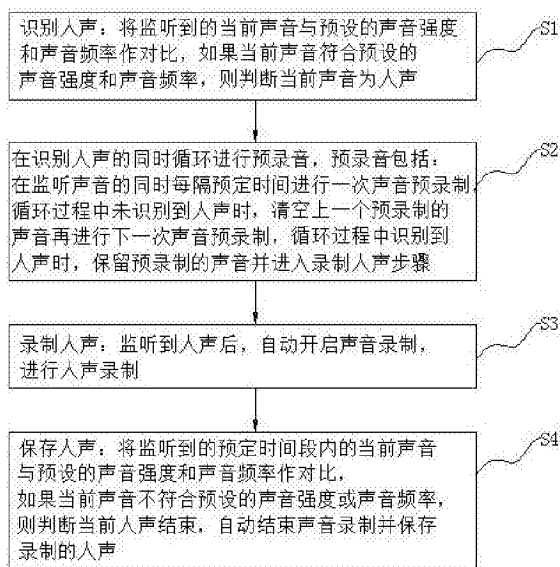 识别人声：将监听到的当前声音与预设的声音强度
和声音频率作对比，如果当前声音符合预设的
声音强度和声音频率，则判断当前声音为人声
S1
在识别人声的同时循环进行预录音，预录音包括：
在监听声音的同时每隔预定时间进行一次声音预录制
循环过程中未识别到人声时，清空上一个预录制的
声音再进行下一次声音预录制，循环过程中识别到
人声时，保留预录制的声音并进入录制人声步骤
S2
录制人声：监听到人声后，自动开启声音录制，
进行人声录制
S3
保存人声：将监听到的预定时间段内的当前声音
与预设的声音强度和声音频率作对比，
如果当前声音不符合预设的声音强度或声音频率，
则判断当前人声结束，自动结束声音录制并保存
录制的人声
S4